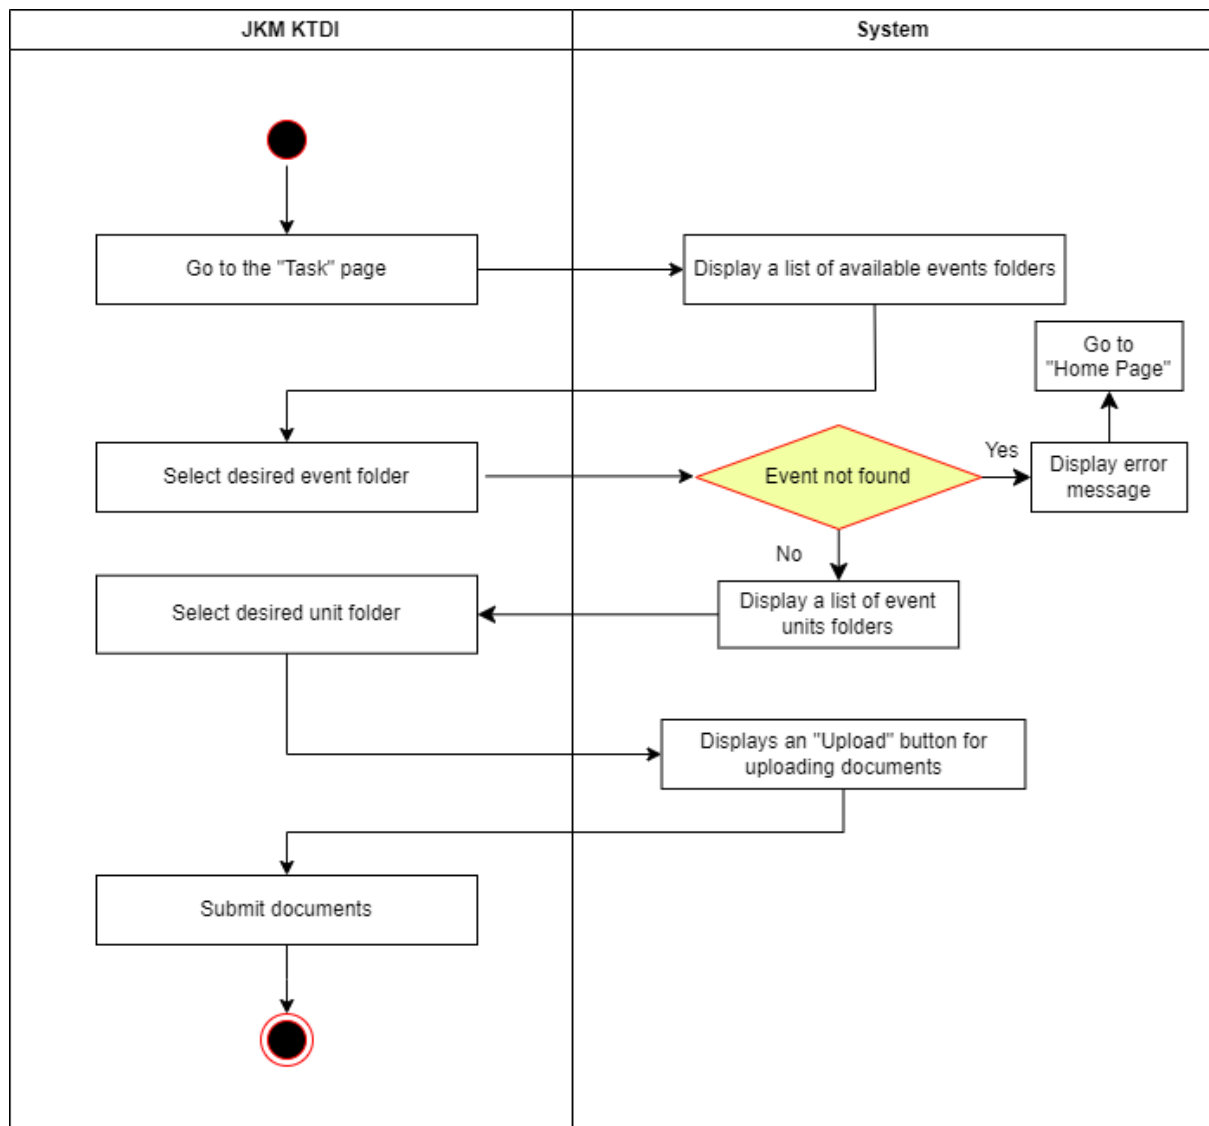 JKM KTDI
System
Go to the "Task" page
Display a list of available events folders
Go to
"Home Page"
Select desired event folder
Event not found
Yes
Display error
message
No
Select desired unit folder
Display a list of event
units folders
Displays an "Upload" button for
uploading documents
Submit documents